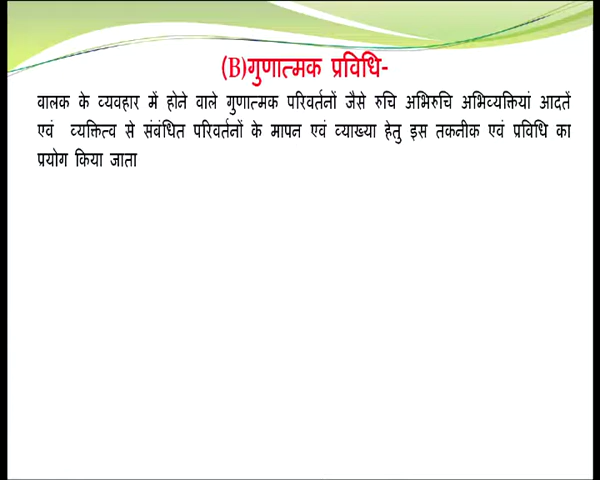 (B)गुणात्मक प्रविधि-
वालक के व्यवहार में होने वाले गुणात्मक परिवर्तनों जैसे रुचि अभिरुचि अभिव्यक्तियां आदतें
एवं व्यक्तित्व से संबंधित परिवर्तनों के मापन एवं व्याख्या हेतु इस तकनीक एवं प्रविधि का
प्रयोग किया जाता